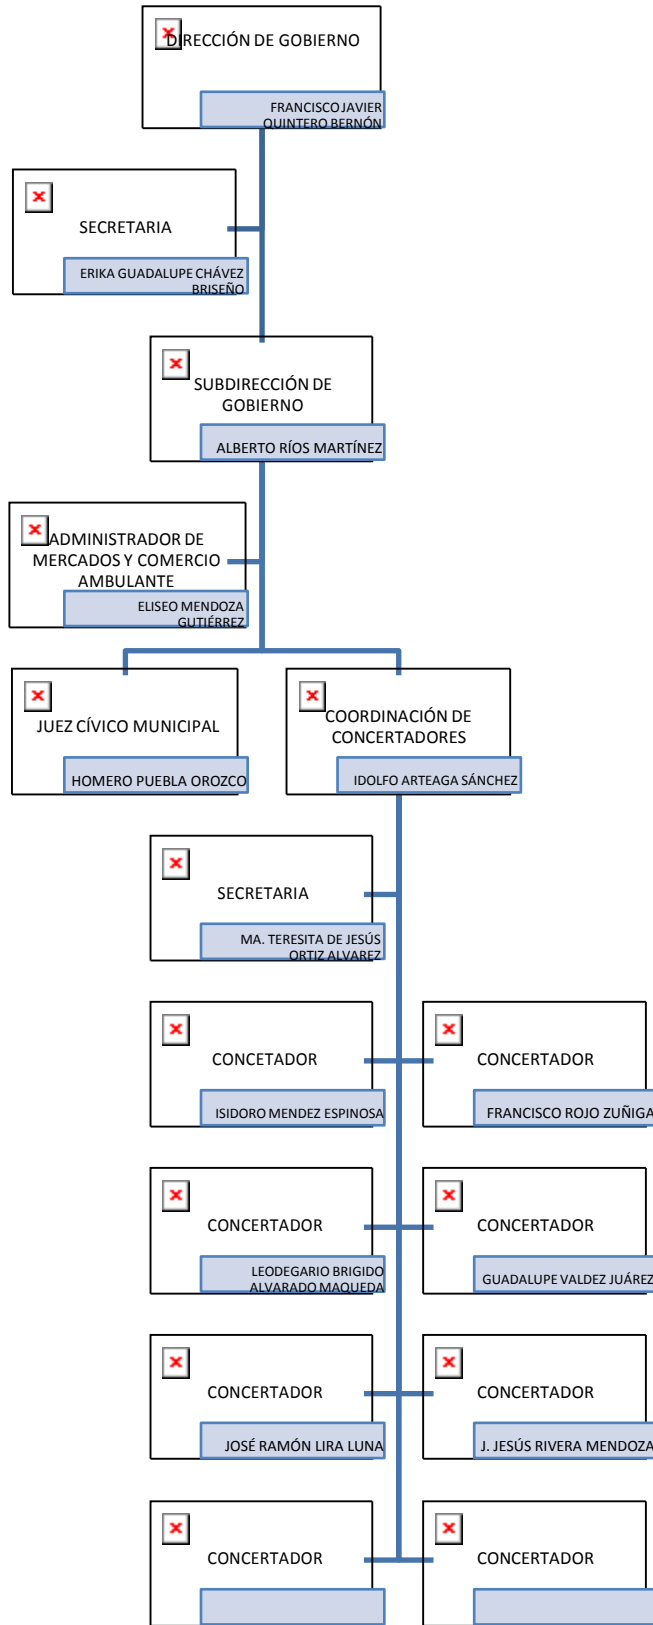 DIRECCIÓN DE GOBIERNO
FRANCISCO JAVIER
QUINTERO BERNÓN
SECRETARIA
ERIKA GUADALUPE CHÁVEZ
BRISEÑO
SUBDIRECCIÓN DE
GOBIERNO
ALBERTO RÍOS MARTÍNEZ
ADMINISTRADOR DE
MERCADOS Y COMERCIO
AMBULANTE
ELISEO MENDOZA
GUTIÉRREZ
JUEZ CÍVICO MUNICIPAL
HOMERO PUEBLA OROZCO
COORDINACIÓN DE
CONCERTADORES
IDOLFO ARTEAGA SÁNCHEZ
SECRETARIA
MA. TERESITA DE JESÚS
ORTIZ ALVAREZ
CONCETADOR
ISIDORO MENDEZ ESPINOSA
CONCERTADOR
FRANCISCO ROJO ZUÑIGA
CONCERTADOR
LEODEGARIO BRIGIDO
ALVARADO MAQUEDA
CONCERTADOR
GUADALUPE VALDEZ JUÁREZ
CONCERTADOR
JOSÉ RAMÓN LIRA LUNA
CONCERTADOR
J. JESÚS RIVERA MENDOZA
CONCERTADOR
CONCERTADOR